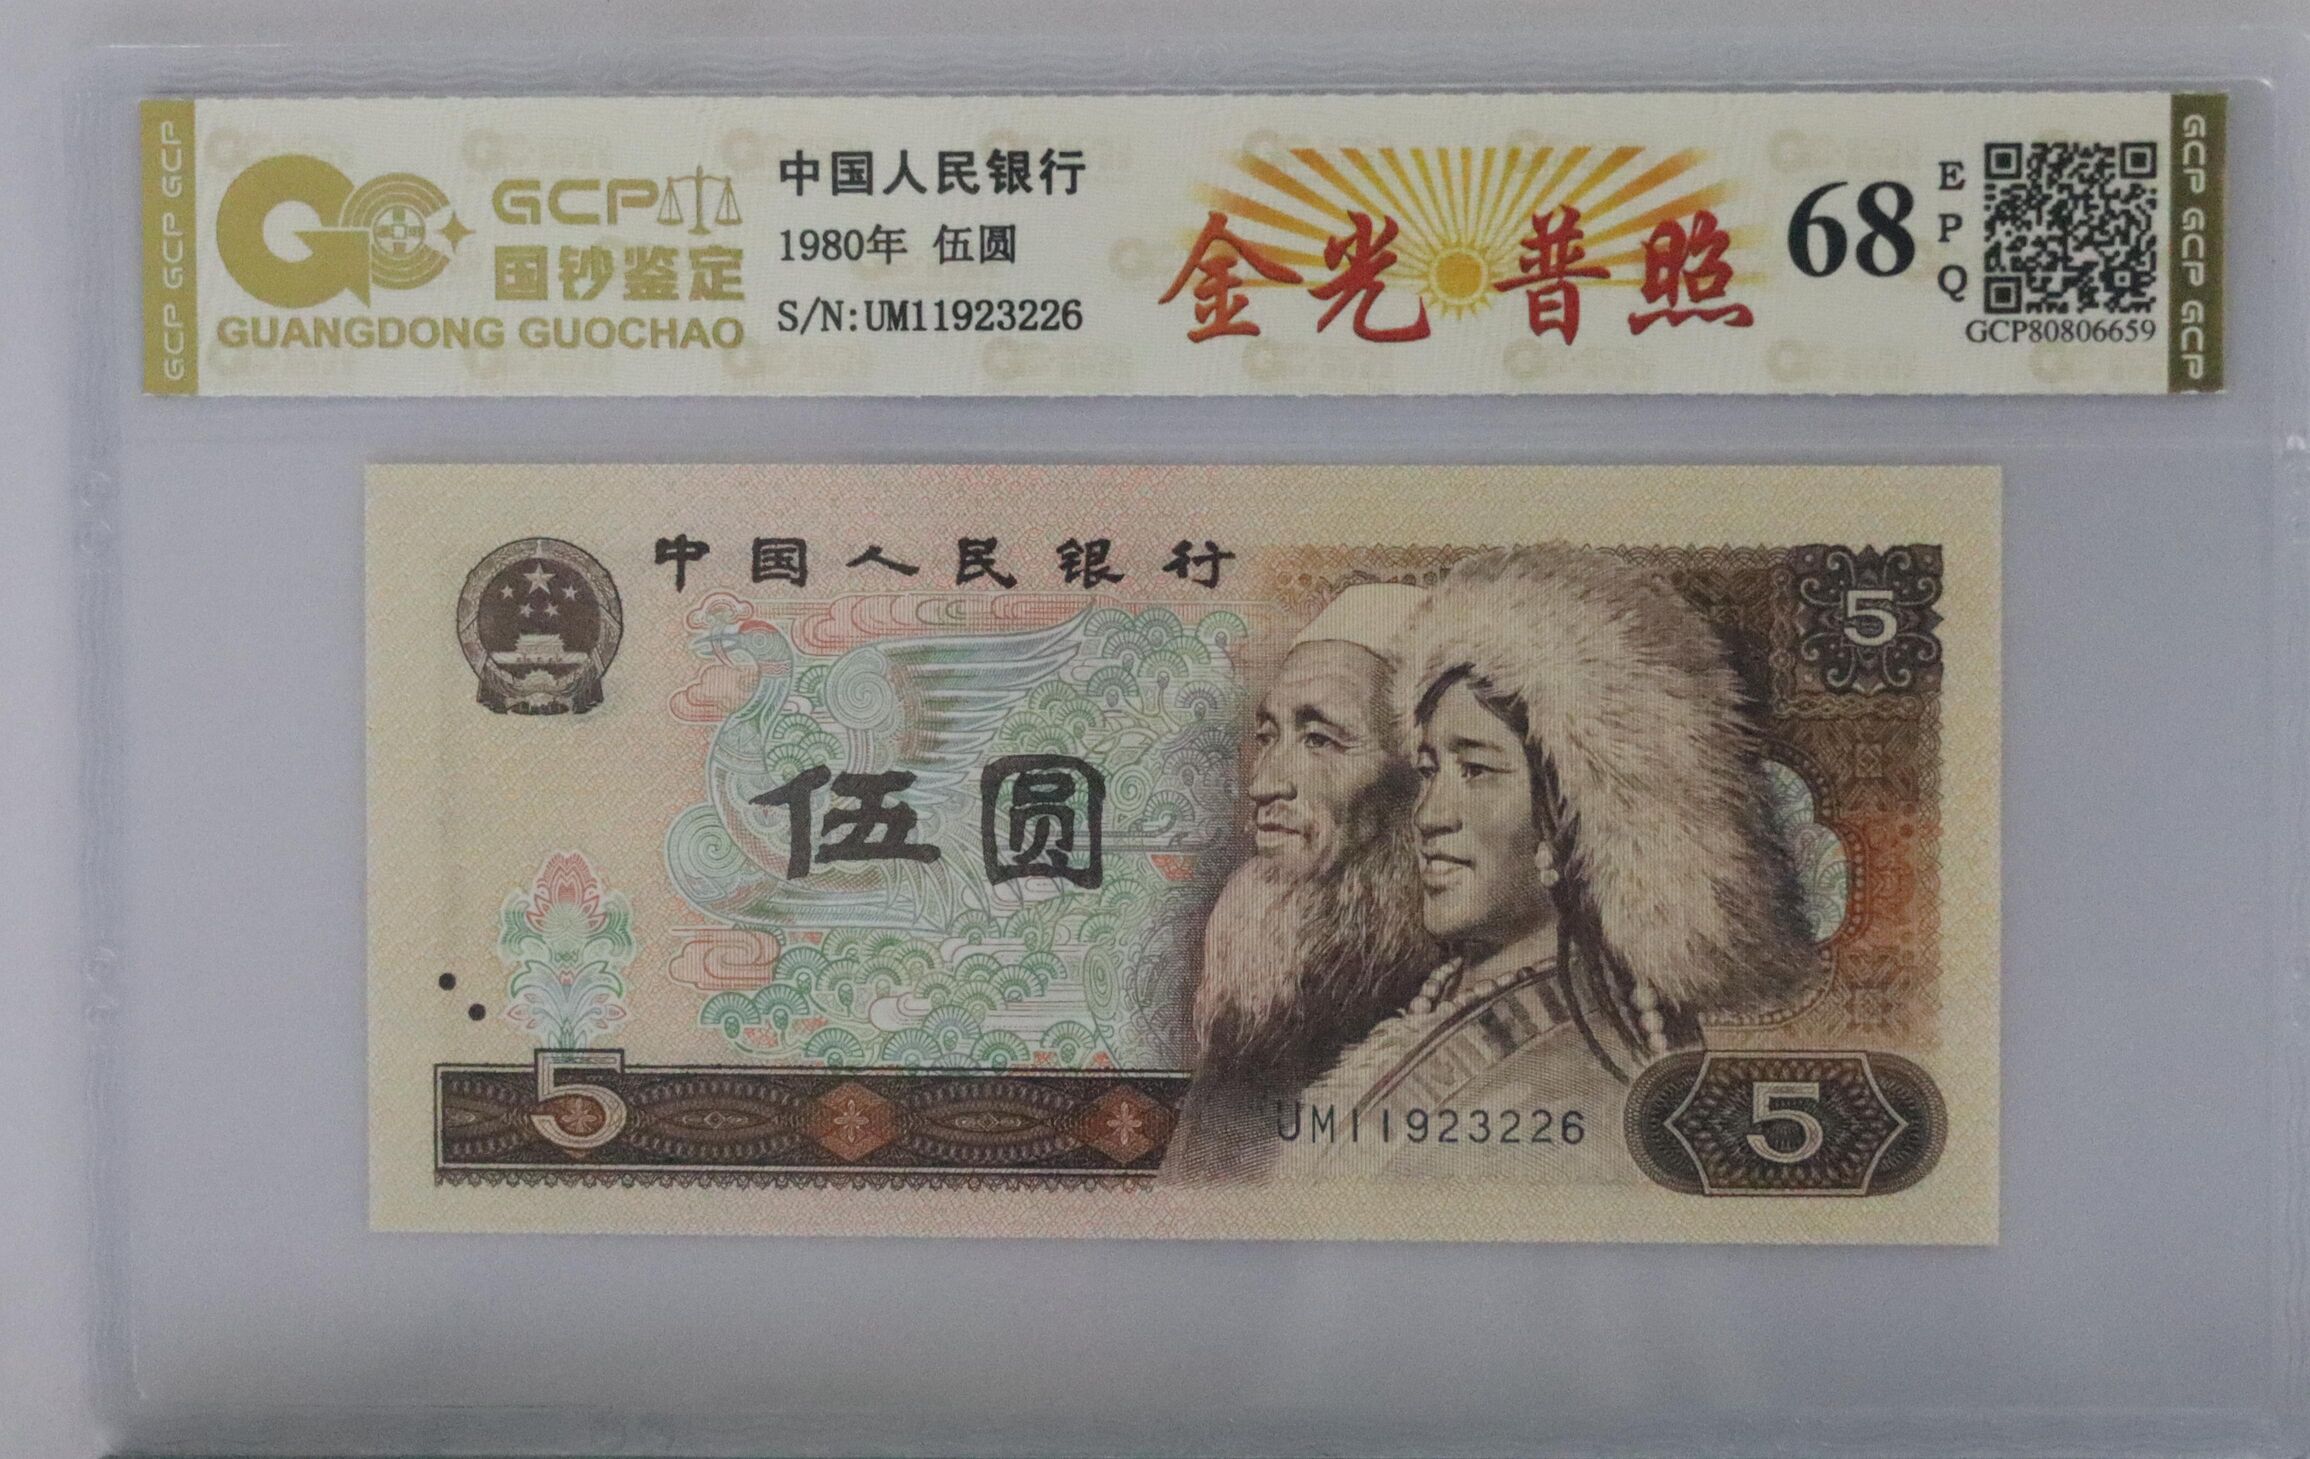 GCP GCP GCP
GCP
国钞鉴定
GUANGDONG GUOCHAO
中国人民银行
1980年 伍圆
S/N:UM11923226
金光普照
68
EPQ
GCP80806659
GCP GCP GCP
中国人民银行
5
伍圆
5
UM11923226
5